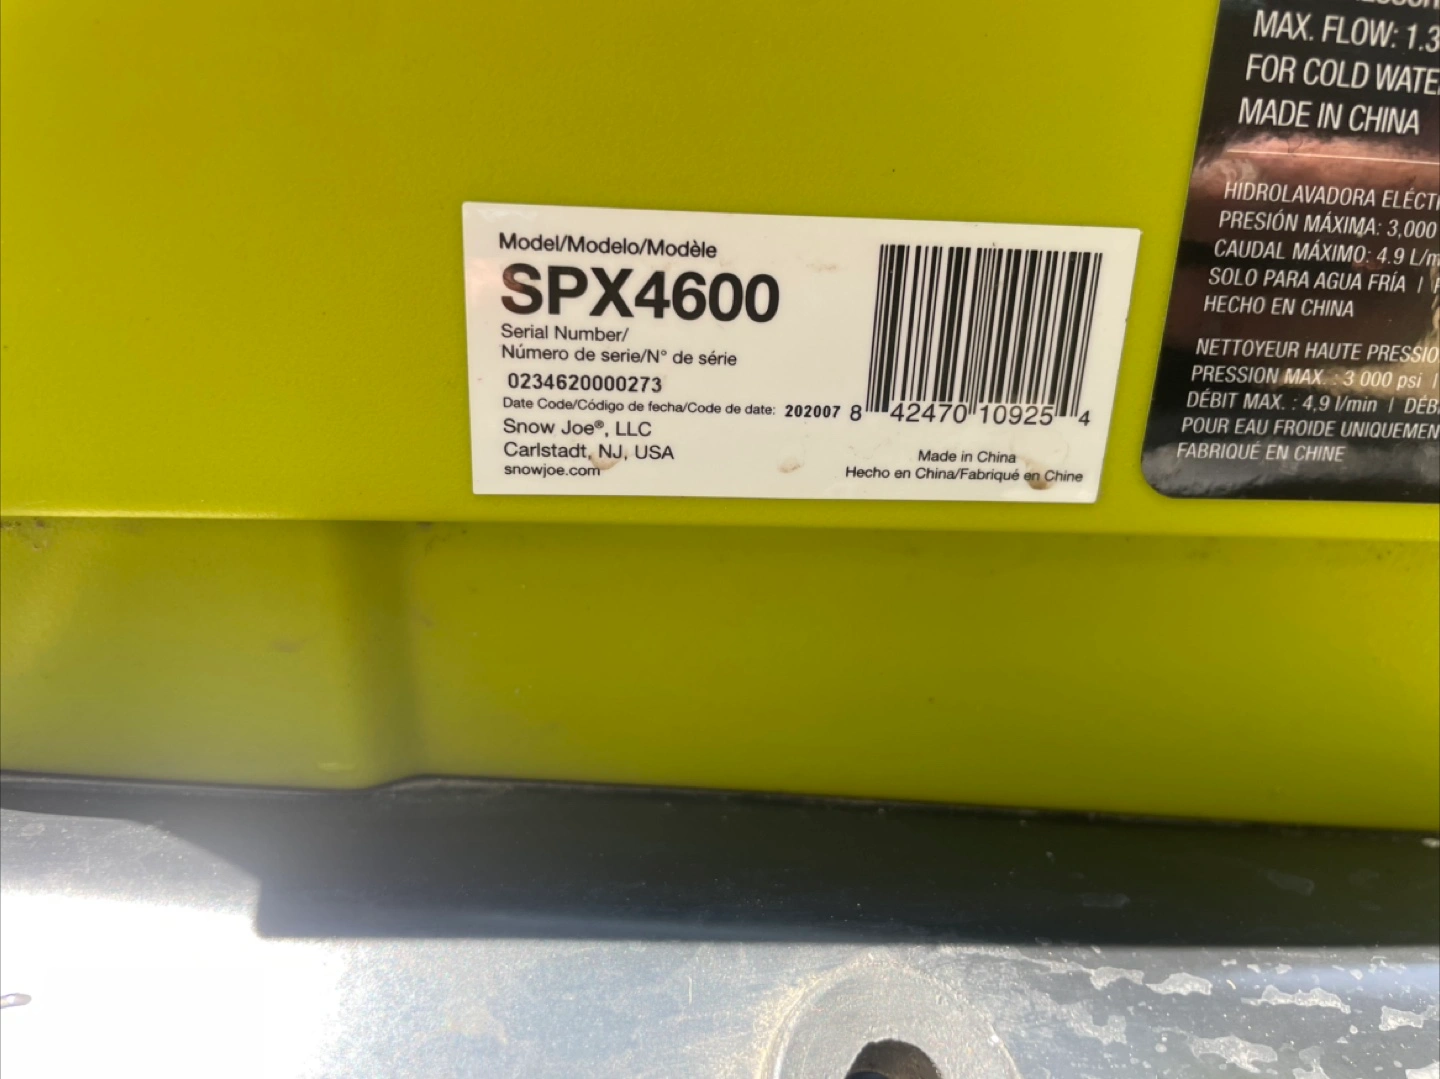 Model/Modelo/Modèle
SPX4600
Serial Number/
Número de serie/N° de série
0234620000273
Date Code/Código de fecha/Code de date: 202007
Snow Joe®, LLC
Carlstadt, NJ, USA
snowjoe.com
8 42470 10925 4
Made in China
Hecho en China/Fabriqué en Chine
MAX. FLOW: 1.3
FOR COLD WATE
MADE IN CHINA
HIDROLAVADORA ELÉCT
PRESIÓN MÁXIMA: 3,000
CAUDAL MÁXIMO: 4.9 L/m
SOLO PARA AGUA FRÍA |
HECHO EN CHINA
NETTOYEUR HAUTE PRESSIO
PRESSION MAX. : 3 000 psi |
DÉBIT MAX. : 4,9 l/min | DÉB
POUR EAU FROIDE UNIQUEMEN
FABRIQUÉ EN CHINE